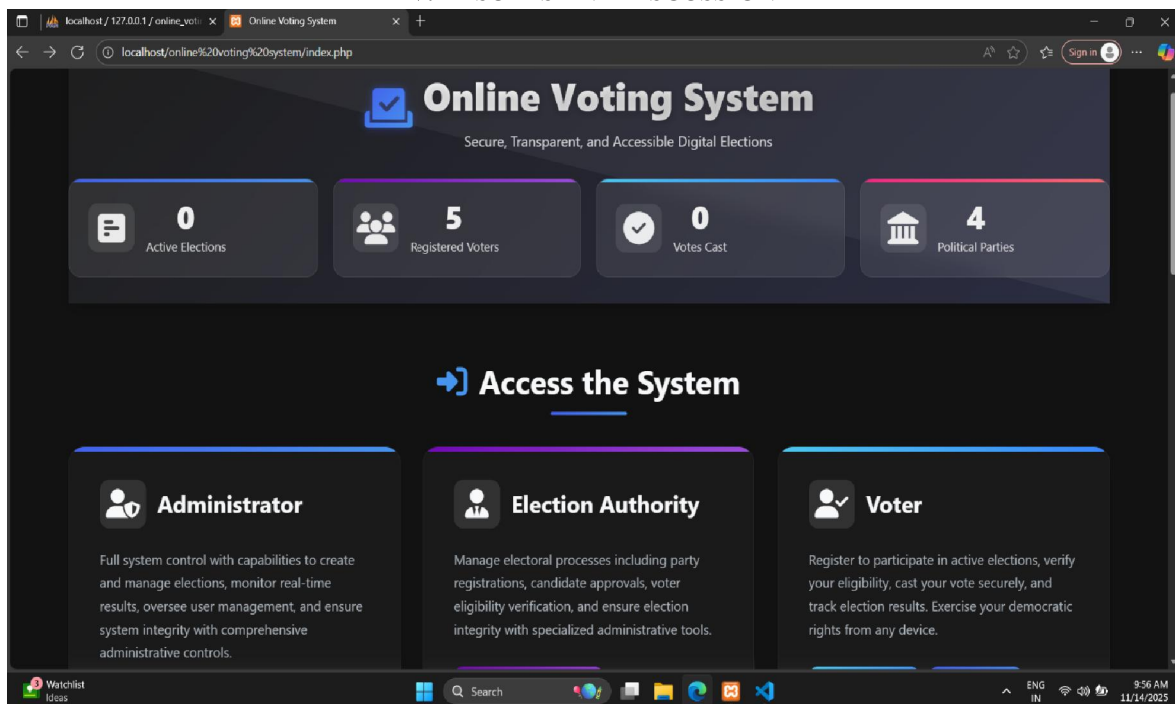 localhost / 127.0.0.1 / online_voti
Online Voting System
localhost/online%20voting%20system/index.php
Sign in
Online Voting System
Secure, Transparent, and Accessible Digital Elections
0
Active Elections
5
Registered Voters
0
Votes Cast
4
Political Parties
Access the System
Administrator
Full system control with capabilities to create
and manage elections, monitor real-time
results, oversee user management, and ensure
system integrity with comprehensive
administrative controls.
Election Authority
Manage electoral processes including party
registrations, candidate approvals, voter
eligibility verification, and ensure election
integrity with specialized administrative tools.
Voter
Register to participate in active elections, verify
your eligibility, cast your vote securely, and
track election results. Exercise your democratic
rights from any device.
3
Watchlist
Ideas
Search
ENG
IN
9:56 AM
11/14/2025